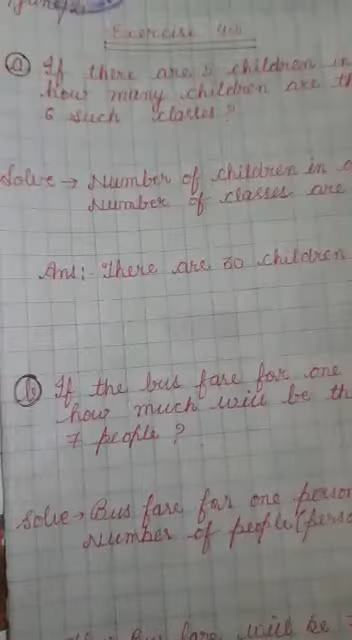 Exercise
(a) If there are 5 children in
how many children are th
6 such classes?
Solve → Number of children in
Number of classes are
Ans:- There are 30 children
(b) If the bus fare for one
how much will be th
7 people?
Solve → Bus fare for one person
Number of people (perso
Bus fare will be